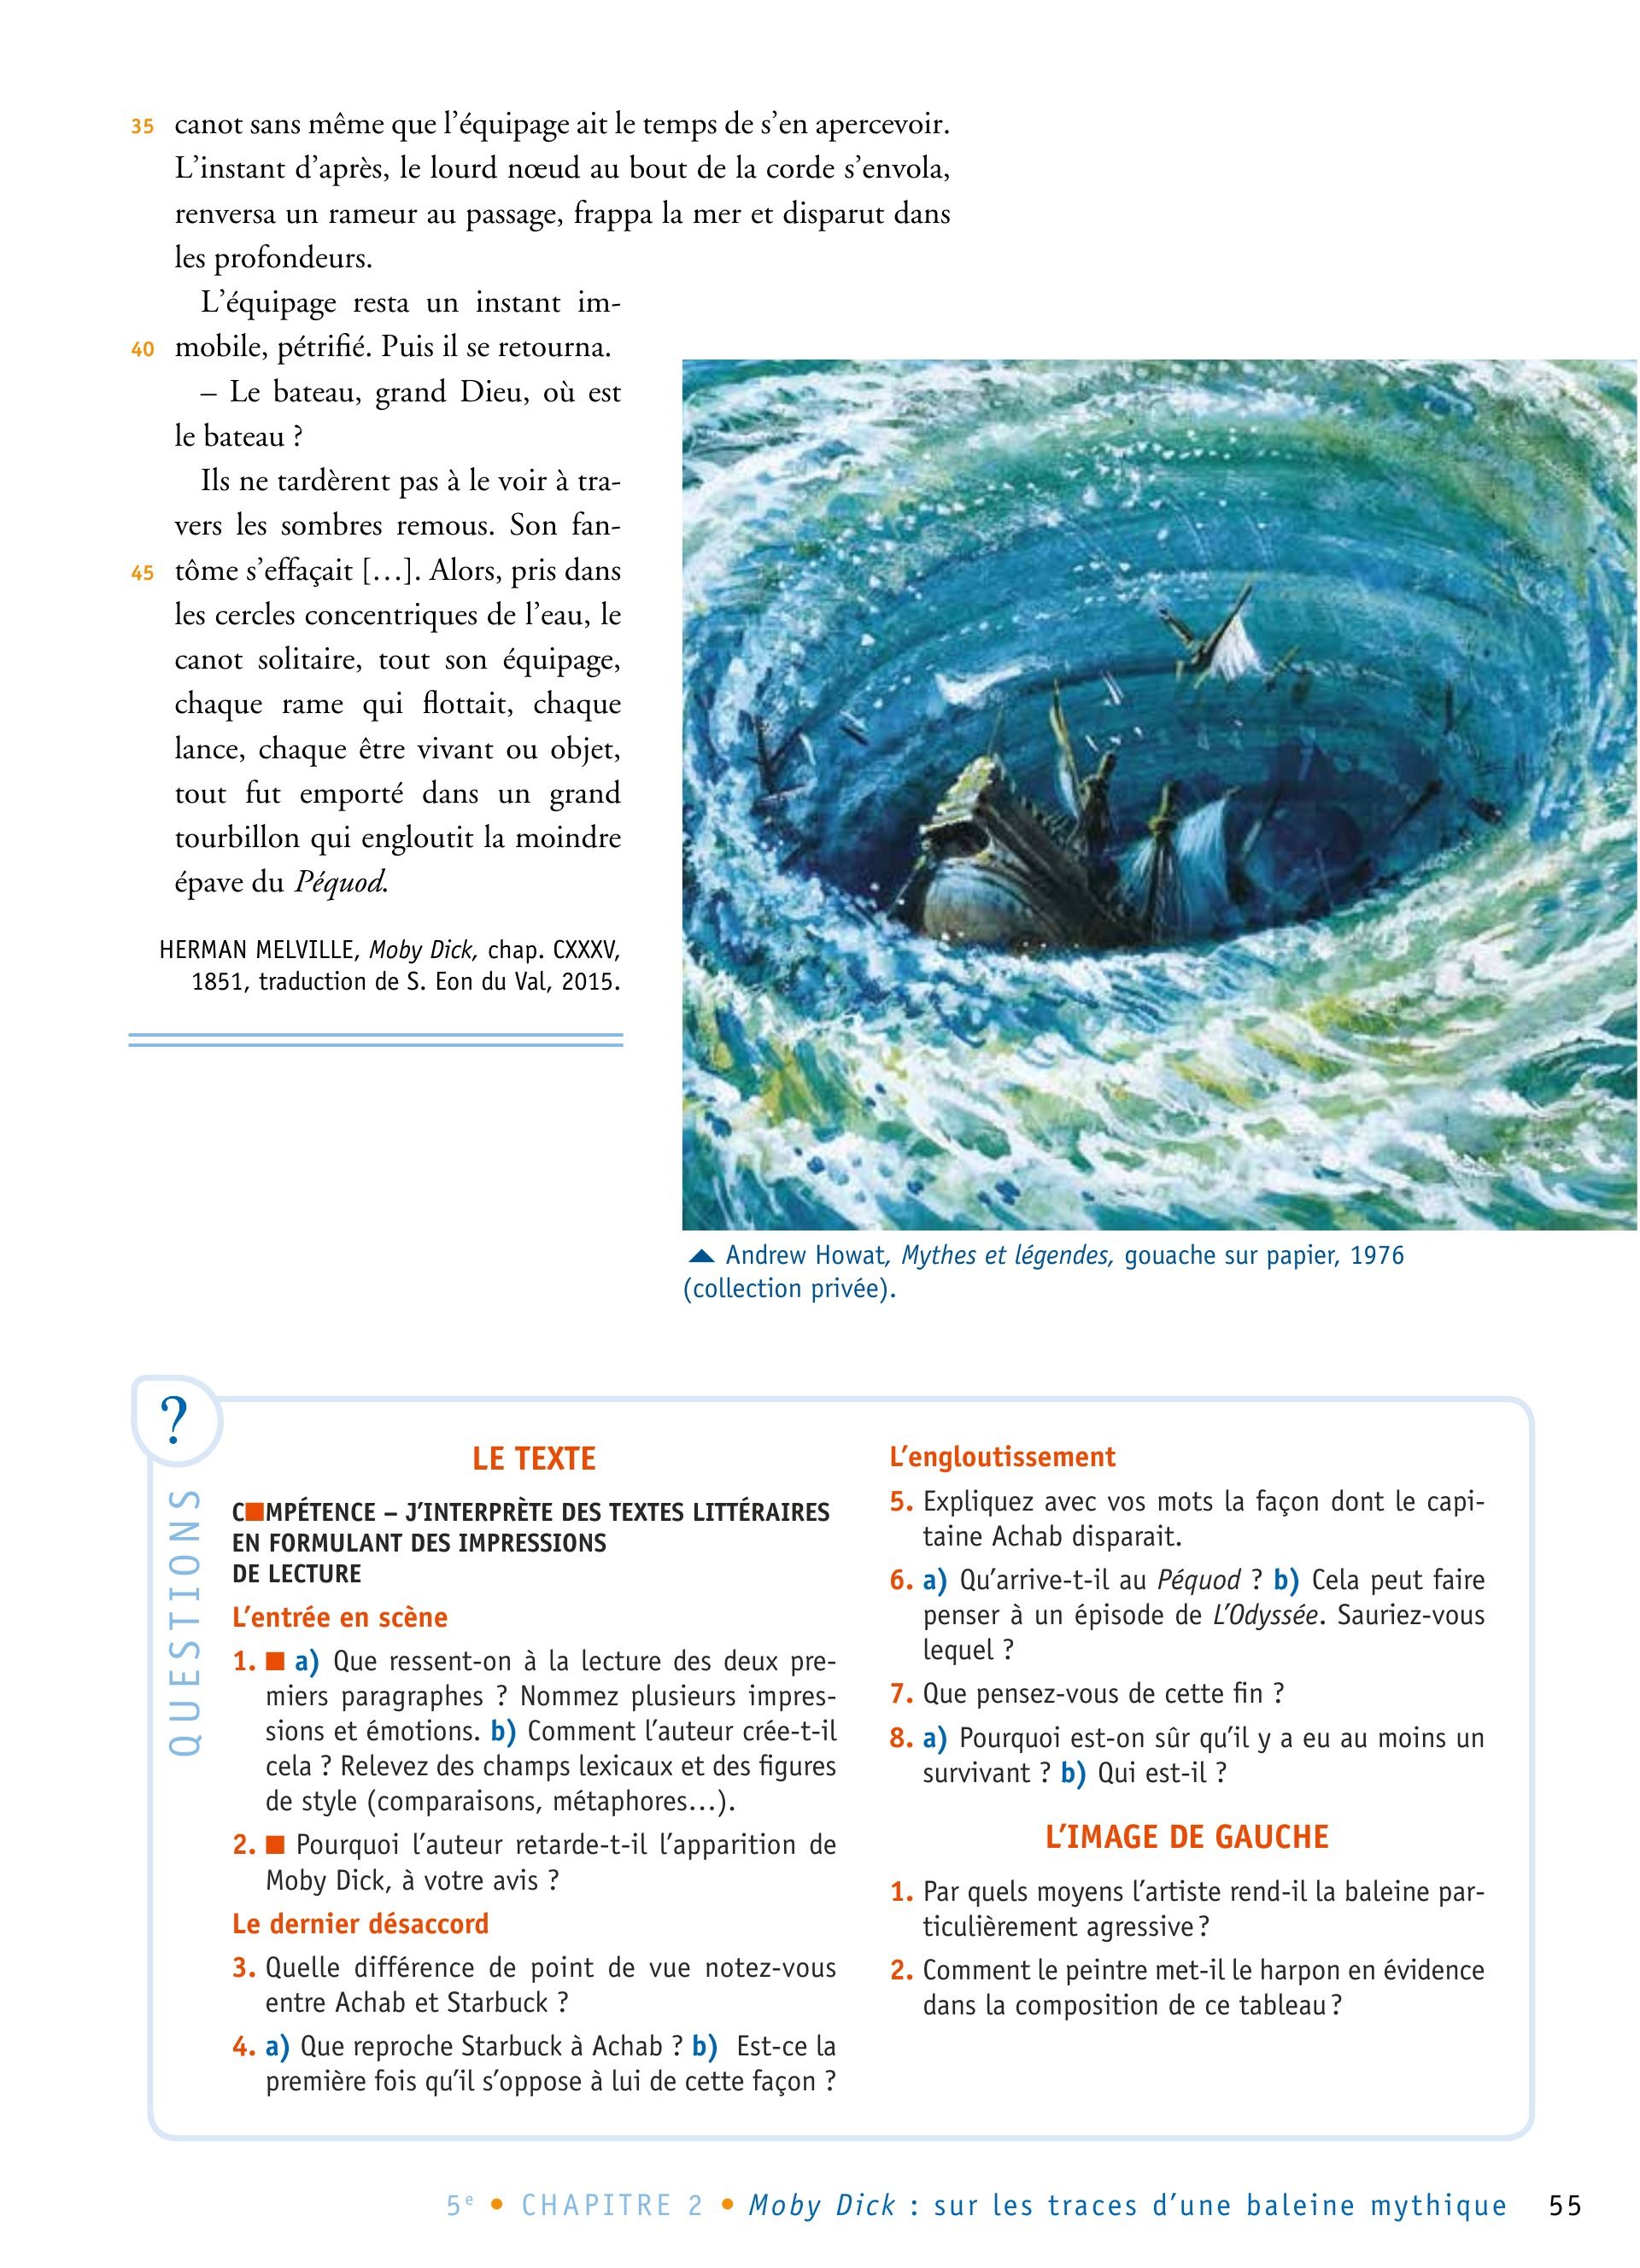 35 canot sans même que l’équipage ait le temps de s’en apercevoir.
L’instant d’après, le lourd nœud au bout de la corde s’envola,
renversa un rameur au passage, frappa la mer et disparut dans
les profondeurs.
L’équipage resta un instant im-
40 mobile, pétrifié. Puis il se retourna.
– Le bateau, grand Dieu, où est
le bateau ?
Ils ne tardèrent pas à le voir à tra-
vers les sombres remous. Son fan-
45 tôme s’effaçait […]. Alors, pris dans
les cercles concentriques de l’eau, le
canot solitaire, tout son équipage,
chaque rame qui flottait, chaque
lance, chaque être vivant ou objet,
tout fut emporté dans un grand
tourbillon qui engloutit la moindre
épave du Péquod.
HERMAN MELVILLE, Moby Dick, chap. CXXXV,
1851, traduction de S. Eon du Val, 2015.
▲ Andrew Howat, Mythes et légendes, gouache sur papier, 1976
(collection privée).
?
QUESTIONS
LE TEXTE
C■MPÉTENCE – J’INTERPRÈTE DES TEXTES LITTÉRAIRES
EN FORMULANT DES IMPRESSIONS
DE LECTURE
L’entrée en scène
1. ■ a) Que ressent-on à la lecture des deux pre-
miers paragraphes ? Nommez plusieurs impres-
sions et émotions. b) Comment l’auteur crée-t-il
cela ? Relevez des champs lexicaux et des figures
de style (comparaisons, métaphores…).
2. ■ Pourquoi l’auteur retarde-t-il l’apparition de
Moby Dick, à votre avis ?
Le dernier désaccord
3. Quelle différence de point de vue notez-vous
entre Achab et Starbuck ?
4. a) Que reproche Starbuck à Achab ? b) Est-ce la
première fois qu’il s’oppose à lui de cette façon ?
L’engloutissement
5. Expliquez avec vos mots la façon dont le capi-
taine Achab disparait.
6. a) Qu’arrive-t-il au Péquod ? b) Cela peut faire
penser à un épisode de L’Odyssée. Sauriez-vous
lequel ?
7. Que pensez-vous de cette fin ?
8. a) Pourquoi est-on sûr qu’il y a eu au moins un
survivant ? b) Qui est-il ?
L’IMAGE DE GAUCHE
1. Par quels moyens l’artiste rend-il la baleine par-
ticulièrement agressive ?
2. Comment le peintre met-il le harpon en évidence
dans la composition de ce tableau ?
5e • CHAPITRE 2 • Moby Dick : sur les traces d’une baleine mythique 55